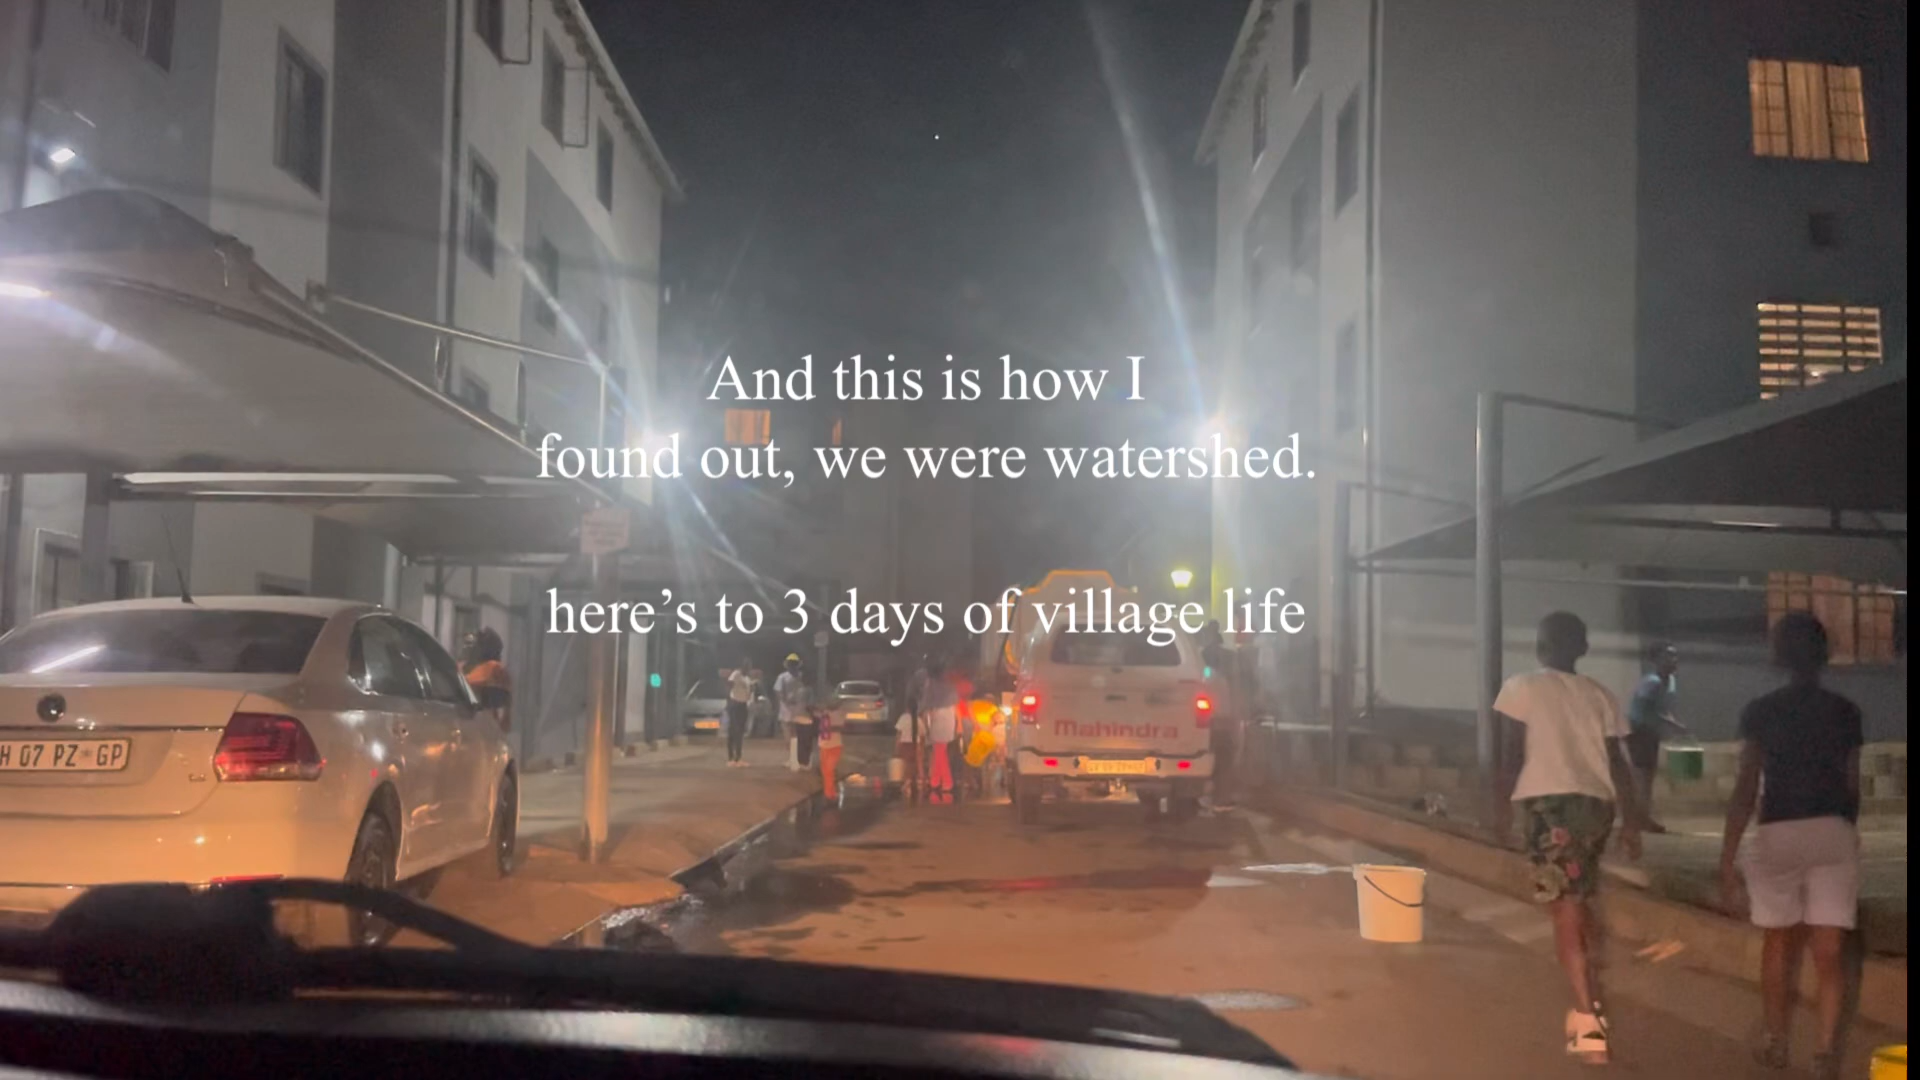 And this is how I
found out, we were watershed.
here’s to 3 days of village life
Mahindra
H 07 PZ GP